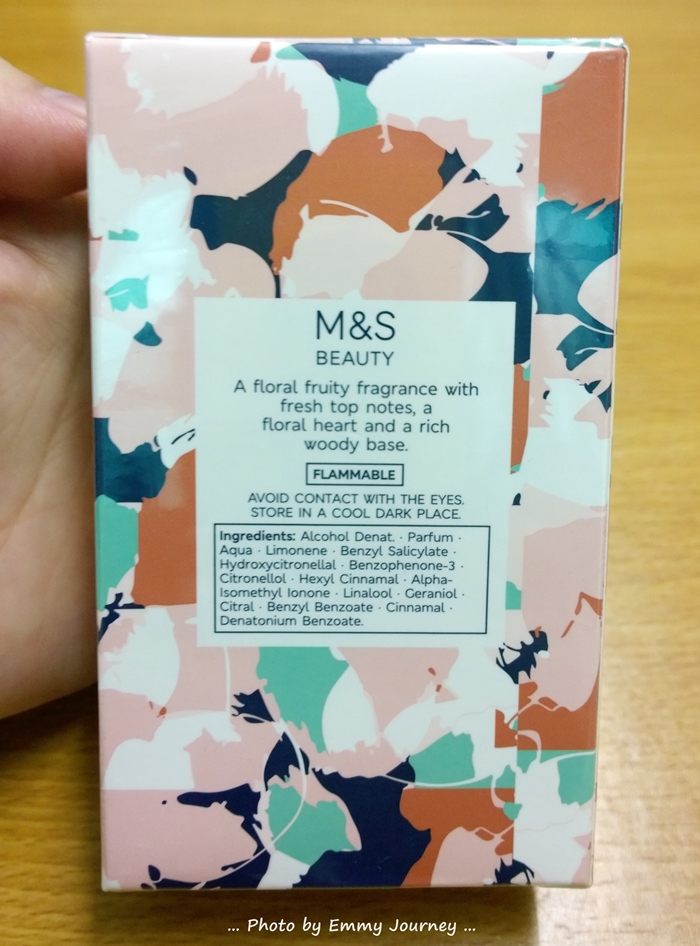 M&S
BEAUTY
A floral fruity fragrance with
fresh top notes, a
floral heart and a rich
woody base.
FLAMMABLE
AVOID CONTACT WITH THE EYES.
STORE IN A COOL DARK PLACE.
Ingredients: Alcohol Denat. · Parfum ·
Aqua · Limonene · Benzyl Salicylate ·
Hydroxycitronellal · Benzophenone-3 ·
Citronellol · Hexyl Cinnamal · Alpha-
Isomethyl Ionone · Linalool · Geraniol ·
Citral · Benzyl Benzoate · Cinnamal ·
Denatonium Benzoate.
... Photo by Emmy Journey ...